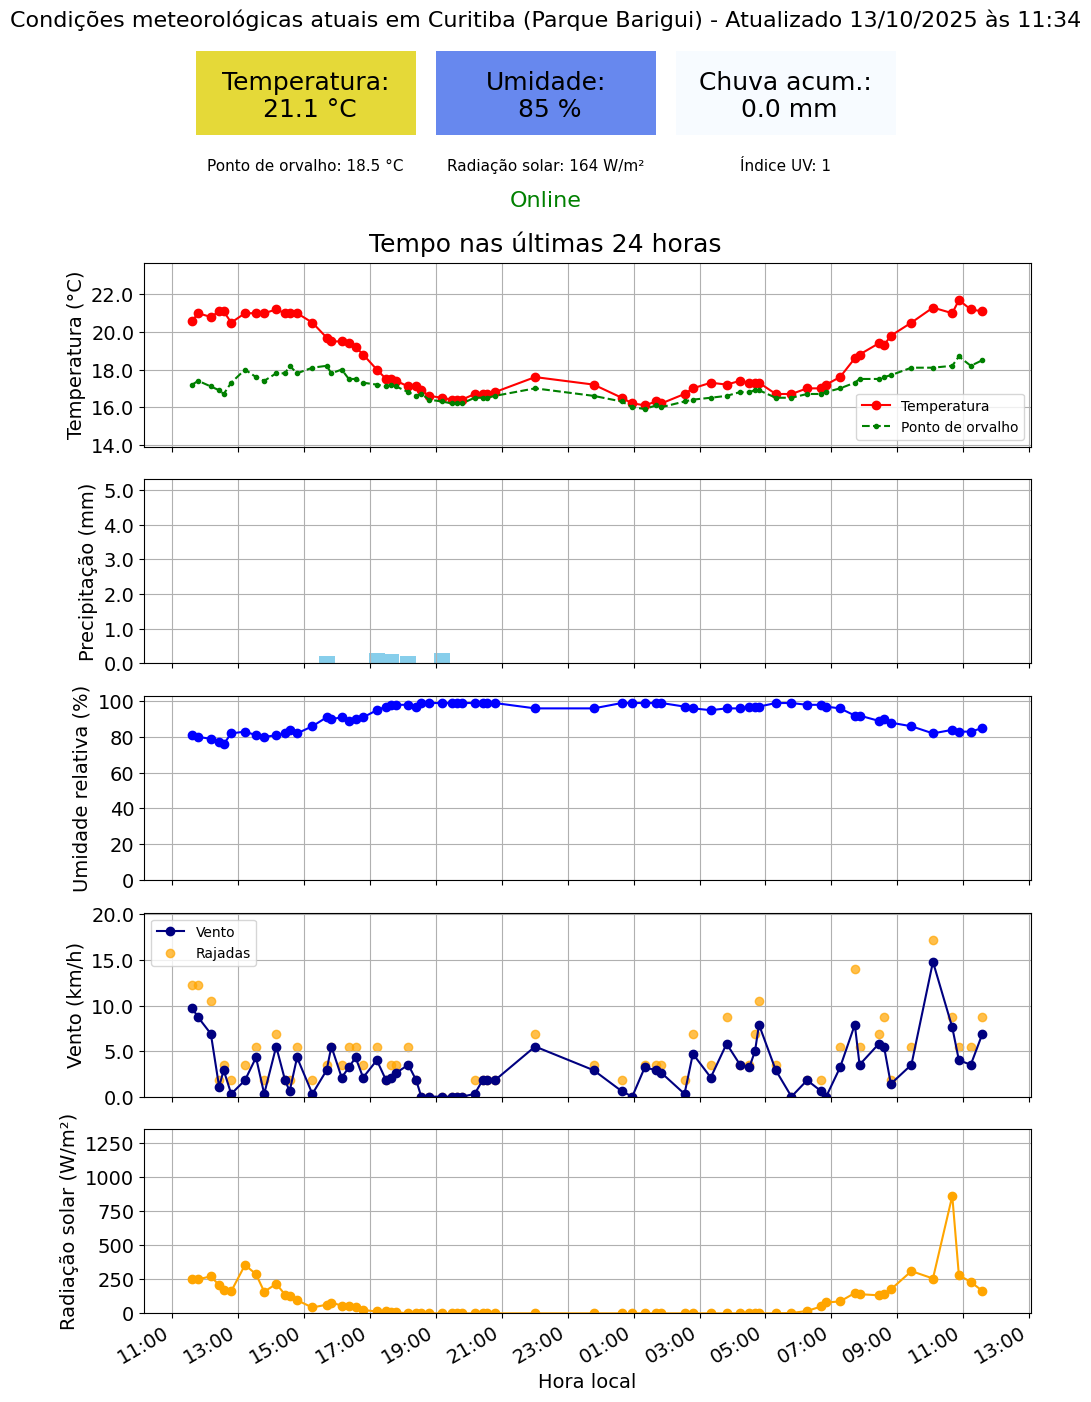 Condições meteorológicas atuais em Curitiba (Parque Barigui) - Atualizado 13/10/2025 às 11:34
Temperatura:
21.1 °C
Umidade:
85 %
Chuva acum.:
0.0 mm
Ponto de orvalho: 18.5 °C
Radiação solar: 164 W/m²
Índice UV: 1
Online
Tempo nas últimas 24 horas
Temperatura (°C)
22.0
20.0
18.0
16.0
14.0
Temperatura
Ponto de orvalho
Precipitação (mm)
5.0
4.0
3.0
2.0
1.0
0.0
Umidade relativa (%)
100
80
60
40
20
0
Vento (km/h)
20.0
15.0
10.0
5.0
0.0
Vento
Rajadas
Radiação solar (W/m²)
1250
1000
750
500
250
0
11:00
13:00
15:00
17:00
19:00
21:00
23:00
01:00
03:00
05:00
07:00
09:00
11:00
13:00
Hora local